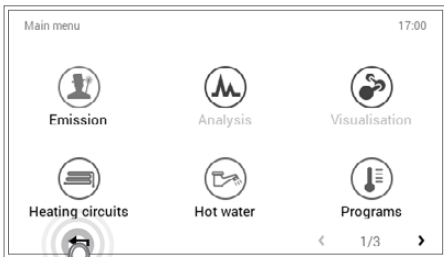 Main menu 17:00
Emission Analysis Visualisation
Heating circuits Hot water Programs
1/3